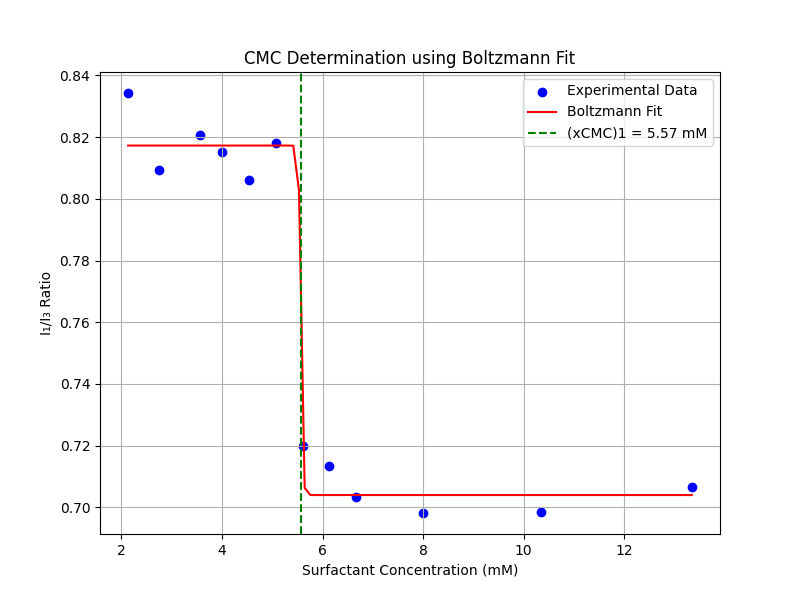 CMC Determination using Boltzmann Fit
Experimental Data
Boltzmann Fit
(xCMC)1 = 5.57 mM
I₁/I₃ Ratio
0.84
0.82
0.80
0.78
0.76
0.74
0.72
0.70
2 4 6 8 10 12
Surfactant Concentration (mM)